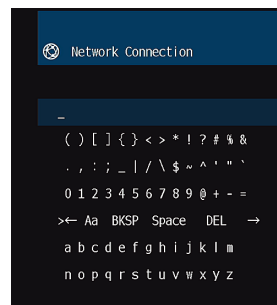 Network Connection
_
( ) [ ] { } < > * ! ? # % &
. , : ; _ | / \ $ ~ ^ ' " `
0 1 2 3 4 5 6 7 8 9 @ + - =
>← Aa BKSP Space DEL →
a b c d e f g h i j k l m
n o p q r s t u v w x y z